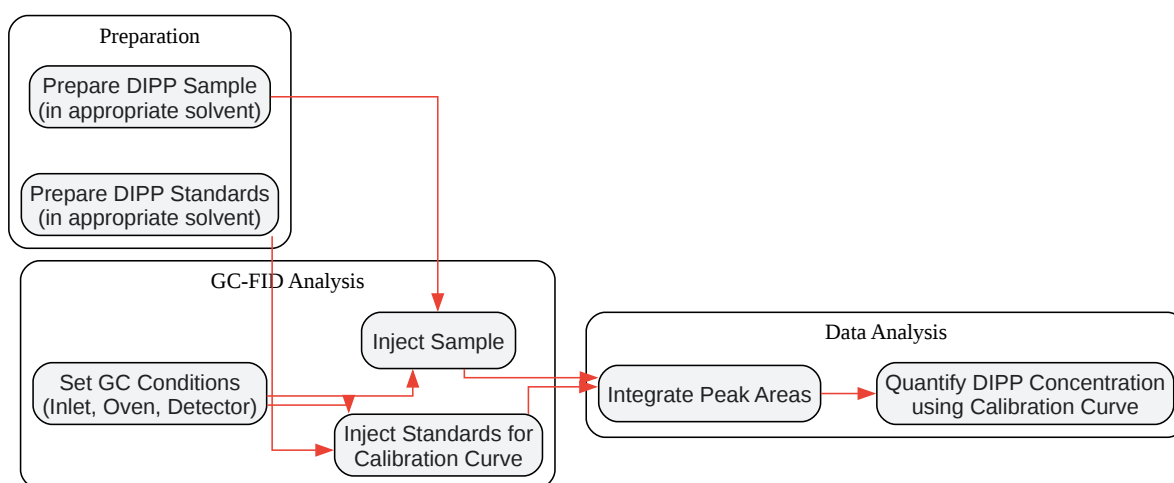 Preparation
Prepare DIPP Sample
(in appropriate solvent)
Prepare DIPP Standards
(in appropriate solvent)
GC-FID Analysis
Inject Sample
Set GC Conditions
(Inlet, Oven, Detector)
Inject Standards for
Calibration Curve
Data Analysis
Integrate Peak Areas
Quantify DIPP Concentration
using Calibration Curve